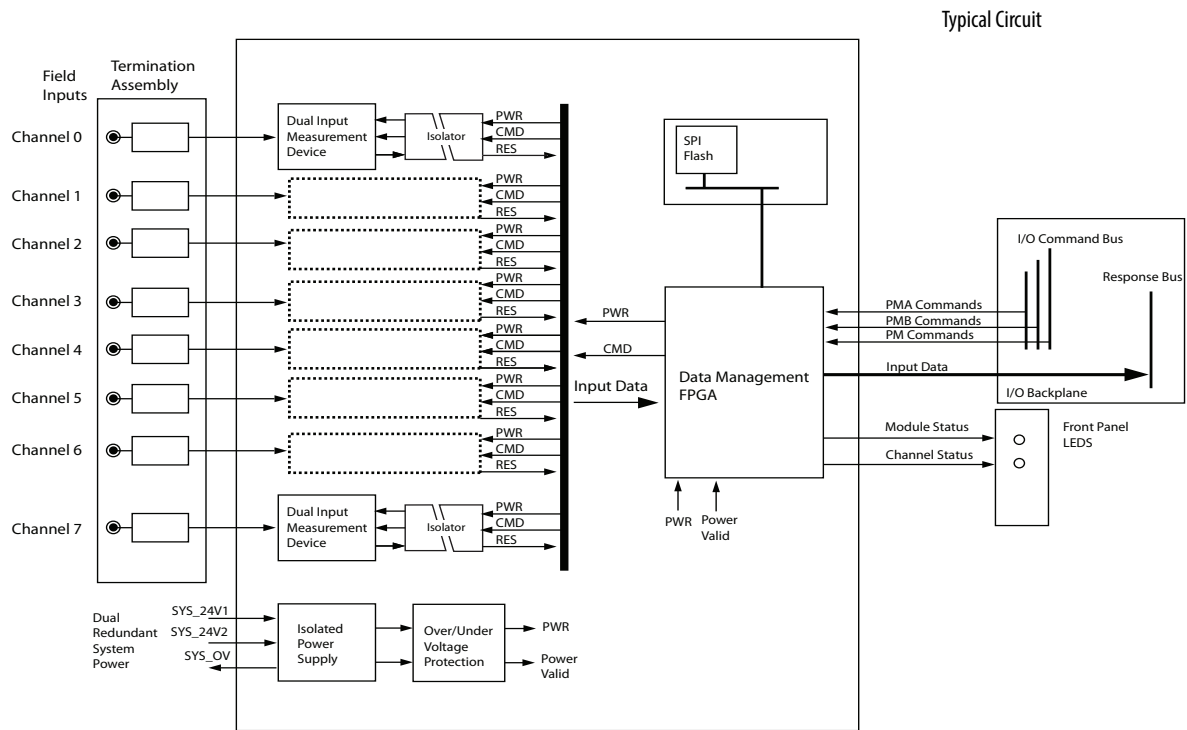 Typical Circuit
Field
Inputs
Termination
Assembly
Channel 0
Dual Input
Measurement
Device
Isolator
PWR
CMD
RES
Channel 1
PWR
CMD
RES
Channel 2
PWR
CMD
RES
Channel 3
PWR
CMD
RES
Channel 4
PWR
CMD
RES
Channel 5
PWR
CMD
RES
Channel 6
PWR
CMD
RES
Channel 7
Dual Input
Measurement
Device
Isolator
PWR
CMD
RES
SPI
Flash
PWR
CMD
Input Data
Data Management
FPGA
PWR
Power
Valid
I/O Command Bus
Response Bus
PMA Commands
PMB Commands
PM Commands
Input Data
I/O Backplane
Module Status
Channel Status
Front Panel
LEDS
Dual
Redundant
System
Power
SYS_24V1
SYS_24V2
SYS_OV
Isolated
Power
Supply
Over/Under
Voltage
Protection
PWR
Power
Valid